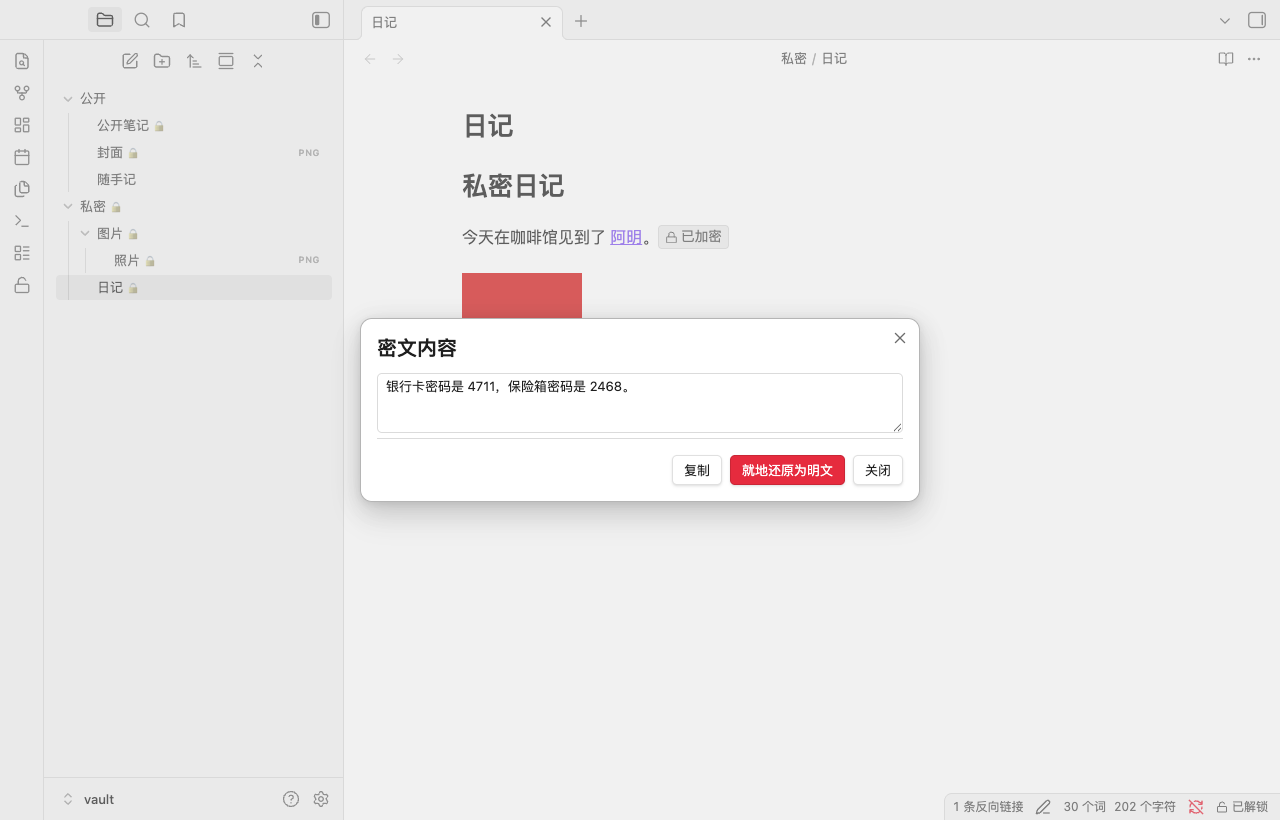 日记
私密 / 日记
公开
公开笔记
封面 PNG
随手记
私密
图片
照片 PNG
日记
日记
私密日记
今天在咖啡馆见到了 阿明。 已加密
密文内容
银行卡密码是 4711，保险箱密码是 2468。
复制
就地还原为明文
关闭
vault
1 条反向链接 30 个词 202 个字符 已解锁